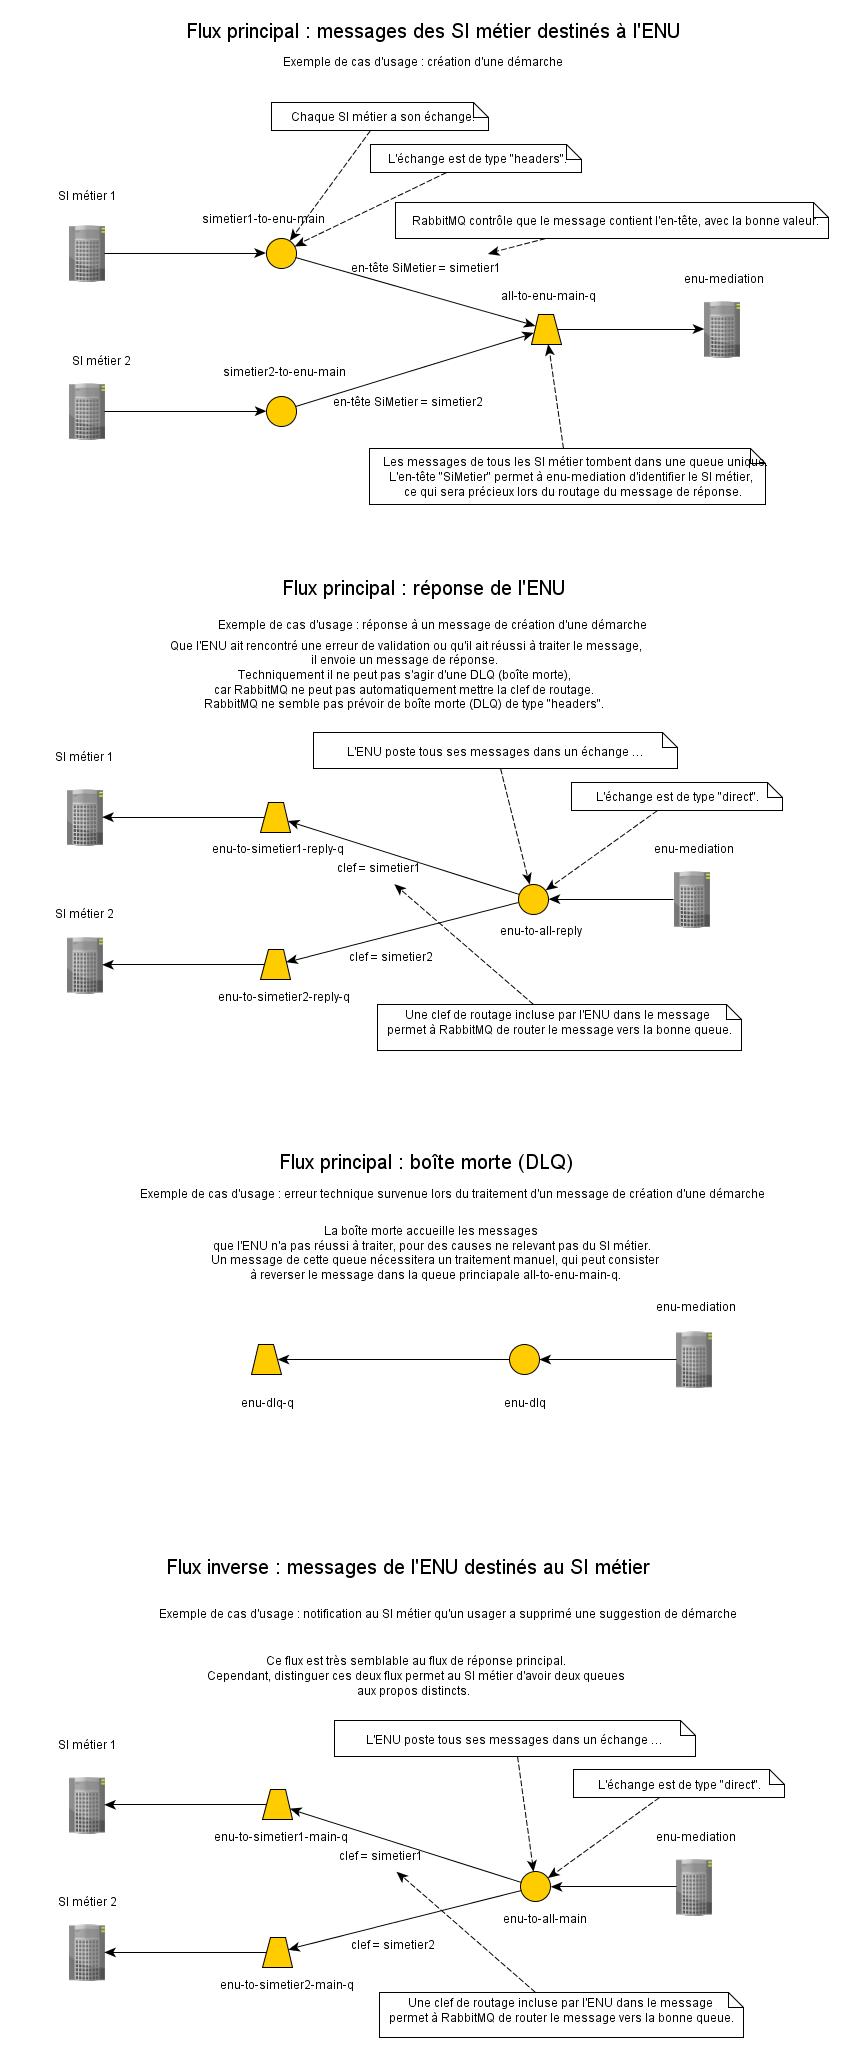 Flux principal : messages des SI métier destinés à l'ENU
Exemple de cas d'usage : création d'une démarche
Chaque SI métier a son échange.
L'échange est de type "headers".
SI métier 1
RabbitMQ contrôle que le message contient l'en-tête, avec la bonne valeur.
simetier1-to-enu-main
en-tête SiMetier = simetier1
enu-mediation
all-to-enu-main-q
SI métier 2
simetier2-to-enu-main
en-tête SiMetier = simetier2
Les messages de tous les SI métier tombent dans une queue unique.
L'en-tête "SiMetier" permet à enu-mediation d'identifier le SI métier,
ce qui sera précieux lors du routage du message de réponse.
Flux principal : réponse de l'ENU
Exemple de cas d'usage : réponse à un message de création d'une démarche
Que l'ENU ait rencontré une erreur de validation ou qu'il ait réussi à traiter le message,
il envoie un message de réponse.
Techniquement il ne peut pas s'agir d'une DLQ (boîte morte),
car RabbitMQ ne peut pas automatiquement mettre la clef de routage.
RabbitMQ ne semble pas prévoir de boîte morte (DLQ) de type "headers".
L'ENU poste tous ses messages dans un échange ...
SI métier 1
L'échange est de type "direct".
enu-to-simetier1-reply-q
enu-mediation
clef = simetier1
SI métier 2
enu-to-all-reply
clef = simetier2
enu-to-simetier2-reply-q
Une clef de routage incluse par l'ENU dans le message
permet à RabbitMQ de router le message vers la bonne queue.
Flux principal : boîte morte (DLQ)
Exemple de cas d'usage : erreur technique survenue lors du traitement d'un message de création d'une démarche
La boîte morte accueille les messages
que l'ENU n'a pas réussi à traiter, pour des causes ne relevant pas du SI métier.
Un message de cette queue nécessitera un traitement manuel, qui peut consister
à reverser le message dans la queue princiapale all-to-enu-main-q.
enu-mediation
enu-dlq-q
enu-dlq
Flux inverse : messages de l'ENU destinés au SI métier
Exemple de cas d'usage : notification au SI métier qu'un usager a supprimé une suggestion de démarche
Ce flux est très semblable au flux de réponse principal.
Cependant, distinguer ces deux flux permet au SI métier d'avoir deux queues
aux propos distincts.
L'ENU poste tous ses messages dans un échange ...
SI métier 1
L'échange est de type "direct".
enu-to-simetier1-main-q
enu-mediation
clef = simetier1
SI métier 2
enu-to-all-main
clef = simetier2
enu-to-simetier2-main-q
Une clef de routage incluse par l'ENU dans le message
permet à RabbitMQ de router le message vers la bonne queue.